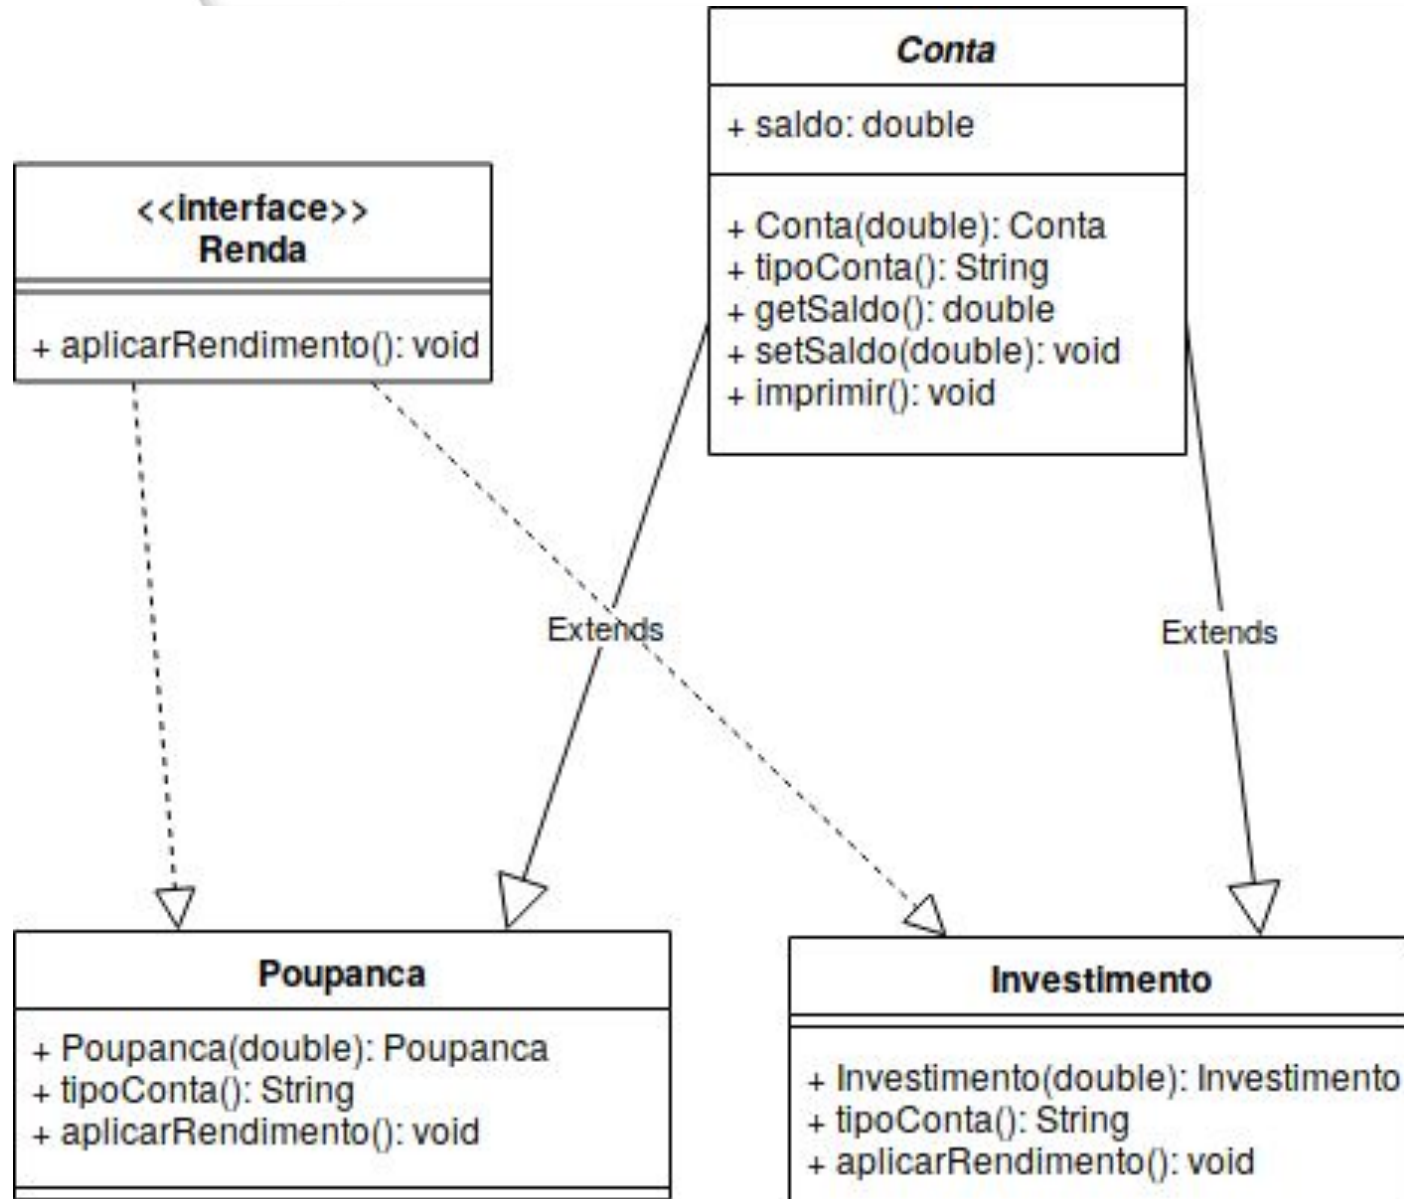 Conta
+ saldo: double
+ Conta(double): Conta
+ tipoConta(): String
+ getSaldo(): double
+ setSaldo(double): void
+ imprimir(): void
<<interface>>
Renda
+ aplicarRendimento(): void
Extends
Extends
Poupanca
+ Poupanca(double): Poupanca
+ tipoConta(): String
+ aplicarRendimento(): void
Investimento
+ Investimento(double): Investimento
+ tipoConta(): String
+ aplicarRendimento(): void